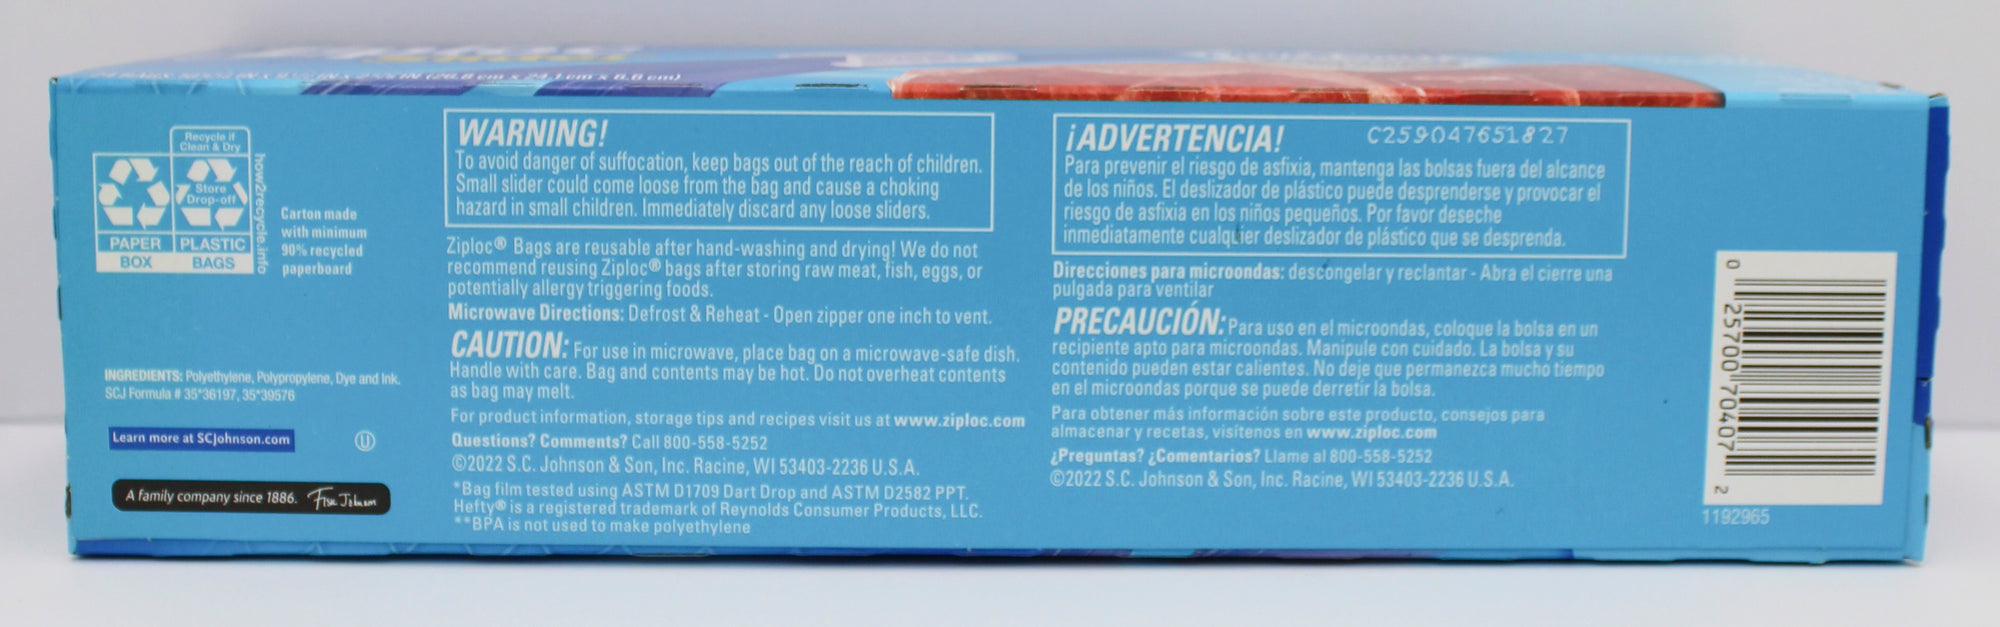 (26.8 cm x 24.1 cm x 6.6 cm)
Recycle if
Clean & Dry
Store
Drop-off
PAPER PLASTIC
BOX BAGS
how2recycle.info
Carton made
with minimum
90% recycled
paperboard
INGREDIENTS: Polyethylene, Polypropylene, Dye and Ink.
SCJ Formula # 35*36197, 35*39576
Learn more at SCJohnson.com
U
A family company since 1886. Fisk Johnson
WARNING!
To avoid danger of suffocation, keep bags out of the reach of children.
Small slider could come loose from the bag and cause a choking
hazard in small children. Immediately discard any loose sliders.
Ziploc® Bags are reusable after hand-washing and drying! We do not
recommend reusing Ziploc® bags after storing raw meat, fish, eggs, or
potentially allergy triggering foods.
Microwave Directions: Defrost & Reheat - Open zipper one inch to vent.
CAUTION: For use in microwave, place bag on a microwave-safe dish.
Handle with care. Bag and contents may be hot. Do not overheat contents
as bag may melt.
For product information, storage tips and recipes visit us at www.ziploc.com
Questions? Comments? Call 800-558-5252
©2022 S.C. Johnson & Son, Inc. Racine, WI 53403-2236 U.S.A.
*Bag film tested using ASTM D1709 Dart Drop and ASTM D2582 PPT.
Hefty® is a registered trademark of Reynolds Consumer Products, LLC.
**BPA is not used to make polyethylene
¡ADVERTENCIA! C259047651827
Para prevenir el riesgo de asfixia, mantenga las bolsas fuera del alcance
de los niños. El deslizador de plástico puede desprenderse y provocar el
riesgo de asfixia en los niños pequeños. Por favor deseche
inmediatamente cualquier deslizador de plástico que se desprenda.
Direcciones para microondas: descongelar y reclantar - Abra el cierre una
pulgada para ventilar
PRECAUCIÓN: Para uso en el microondas, coloque la bolsa en un
recipiente apto para microondas. Manipule con cuidado. La bolsa y su
contenido pueden estar calientes. No deje que permanezca mucho tiempo
en el microondas porque se puede derretir la bolsa.
Para obtener más información sobre este producto, consejos para
almacenar y recetas, visítenos en www.ziploc.com
¿Preguntas? ¿Comentarios? Llame al 800-558-5252
©2022 S.C. Johnson & Son, Inc. Racine, WI 53403-2236 U.S.A.
0 25700 70407 2
1192965